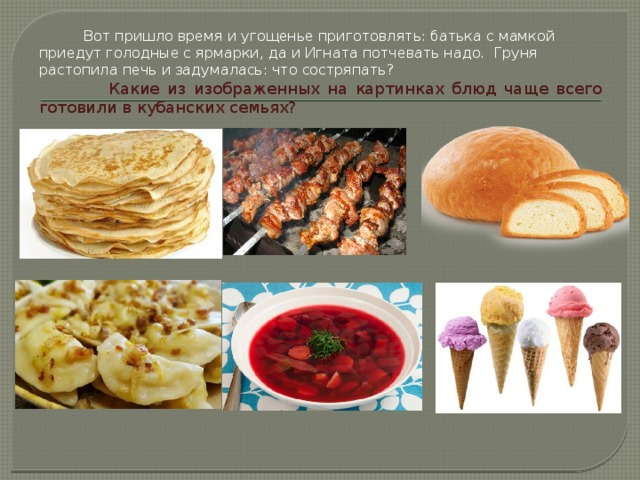 Вот пришло время и угощенье приготовлять: батька с мамкой
приедут голодные с ярмарки, да и Игната потчевать надо. Груня
растопила печь и задумалась: что состряпать?
Какие из изображенных на картинках блюд чаще всего
готовили в кубанских семьях?